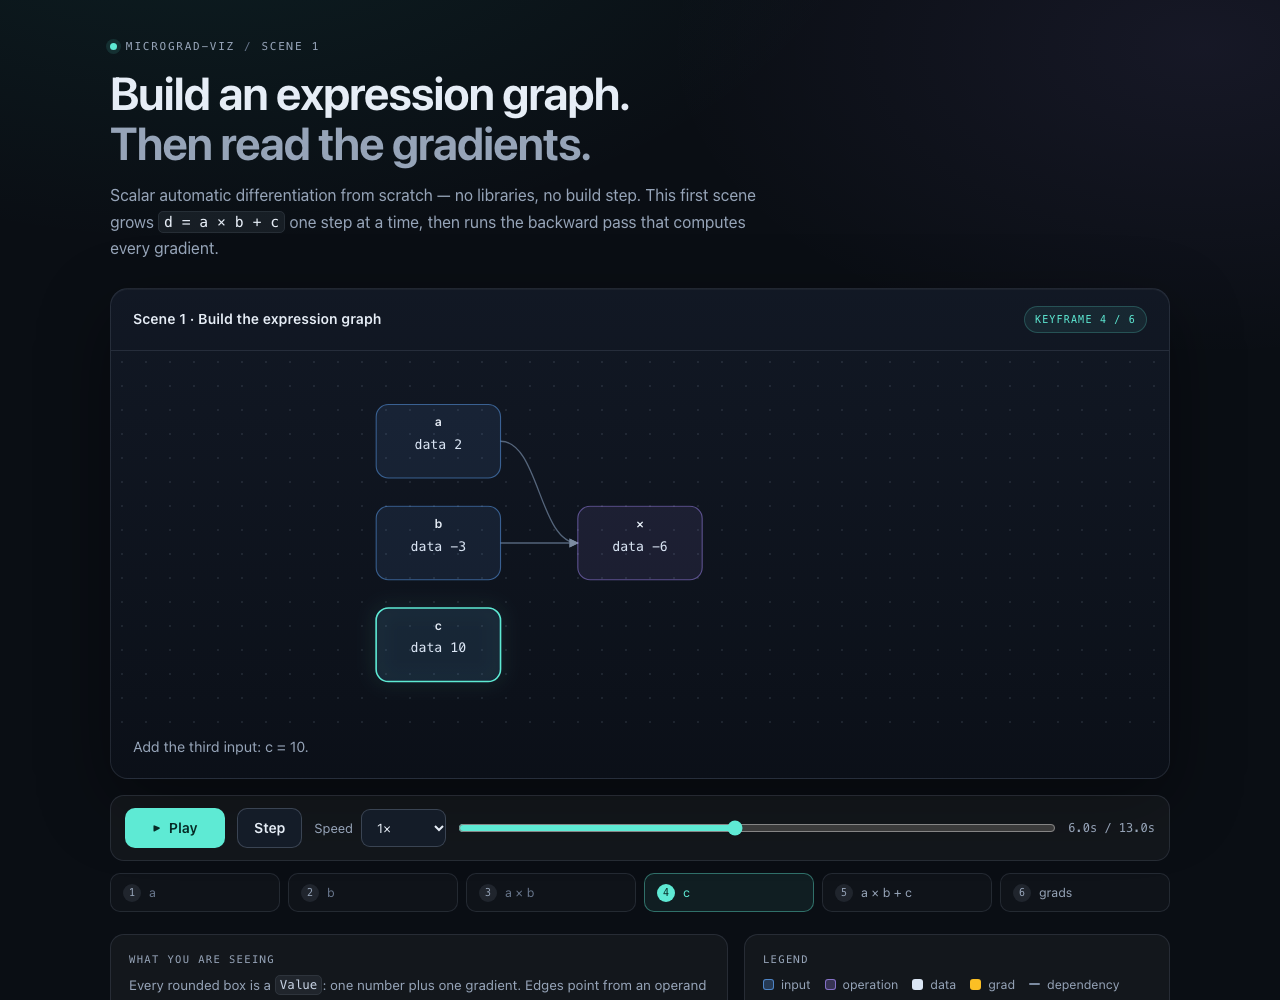 MICROGRAD-VIZ / SCENE 1
Build an expression graph.
Then read the gradients.
Scalar automatic differentiation from scratch — no libraries, no build step. This first scene
grows d = a × b + c one step at a time, then runs the backward pass that computes
every gradient.
Scene 1 · Build the expression graph
KEYFRAME 4 / 6
a
data 2
b
data −3
×
data −6
c
data 10
Add the third input: c = 10.
▸ Play
Step
Speed
1×
6.0s / 13.0s
1 a
2 b
3 a × b
4 c
5 a × b + c
6 grads
WHAT YOU ARE SEEING
Every rounded box is a Value: one number plus one gradient. Edges point from an operand
LEGEND
input operation data grad dependency